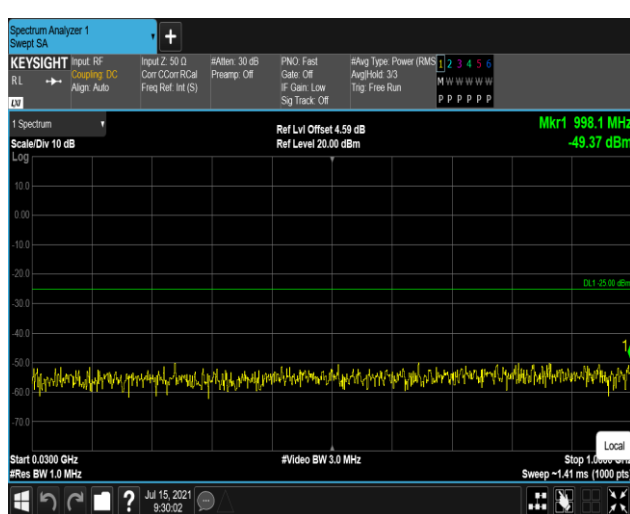 Spectrum Analyzer 1
Swept SA
+
KEYSIGHT
RL
Input: RF
Coupling: DC
Align: Auto
Input Z: 50 Ω
Corr CCorr RCal
Freq Ref: Int (S)
#Atten: 30 dB
Preamp: Off
PNO: Fast
Gate: Off
IF Gain: Low
Sig Track: Off
#Avg Type: Power (RMS
Avg|Hold: 3/3
Trig: Free Run
1 2 3 4 5 6
M W W W W W
P P P P P P
1 Spectrum
Scale/Div 10 dB
Ref Lvl Offset 4.59 dB
Ref Level 20.00 dBm
Mkr1 998.1 MHz
-49.37 dBm
Log
10.0
0.00
-10.0
-20.0
DL1 -25.00 dBm
-30.0
-40.0
1
-50.0
-60.0
-70.0
Local
Start 0.0300 GHz
#Video BW 3.0 MHz
Stop
#Res BW 1.0 MHz
Sweep ~1.41 ms (1000 pts
?
Jul 15, 2021
9:30:02